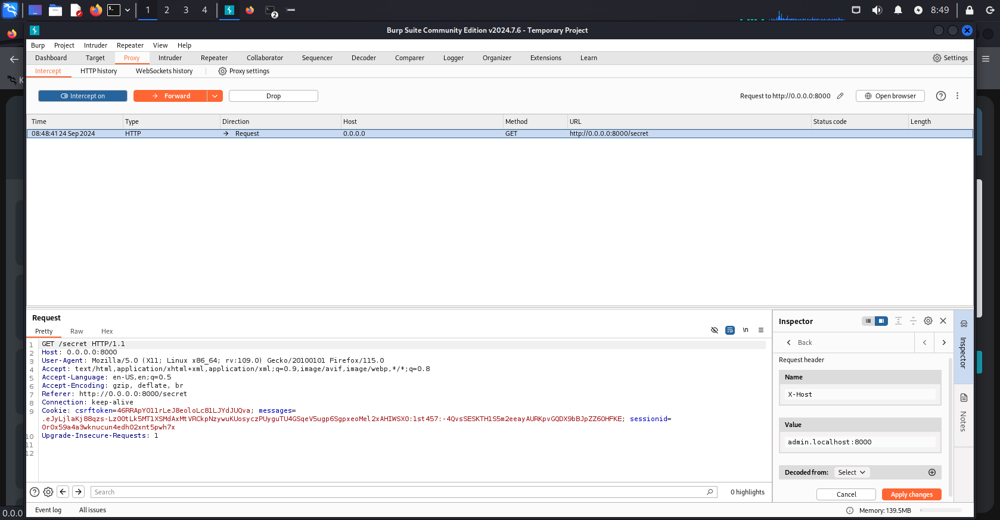 1 2 3 4 2 8:49
Burp Suite Community Edition v2024.7.6 - Temporary Project
Burp Project Intruder Repeater View Help
Dashboard Target Proxy Intruder Repeater Collaborator Sequencer Decoder Comparer Logger Organizer Extensions Learn Settings
Intercept HTTP history WebSockets history Proxy settings
K
Intercept on Forward Drop Request to http://0.0.0.0:8000 Open browser
Time Type Direction Host Method URL Status code Length
08:48:41 24 Sep 2024 HTTP Request 0.0.0.0 GET http://0.0.0.0:8000/secret
Request
Pretty Raw Hex \n
1 GET /secret HTTP/1.1
2 Host: 0.0.0.0:8000
3 User-Agent: Mozilla/5.0 (X11; Linux x86_64; rv:109.0) Gecko/20100101 Firefox/115.0
4 Accept: text/html,application/xhtml+xml,application/xml;q=0.9,image/avif,image/webp,*/*;q=0.8
5 Accept-Language: en-US,en;q=0.5
6 Accept-Encoding: gzip, deflate, br
7 Referer: http://0.0.0.0:8000/secret
8 Connection: keep-alive
9 Cookie: csrftoken=46RRApYO11rLeJ8eoloLc81LJYdJUQva; messages=
.eJyLjlaKj88qzs-Lz00tLk5MT1XSMdAxMtVRCkpNzywuKUosyczPUyguTU4GSqeV5ugp6SgpxeoMel2xAHIWSX0:1st457:-4QvsSESKTH1S5m2eeayAURKpvGQDX9bBJpZZ6OHFKE; sessionid=
0r0x59a4a3wknucun4edh02xnt5pwh7x
10 Upgrade-Insecure-Requests: 1
11
12
Inspector
Back
Request header
Name
X-Host
Value
admin.localhost:8000
Decoded from: Select
Cancel Apply changes
Inspector
Notes
Search 0 highlights
Event log All issues Memory: 139.5MB
0.0.0